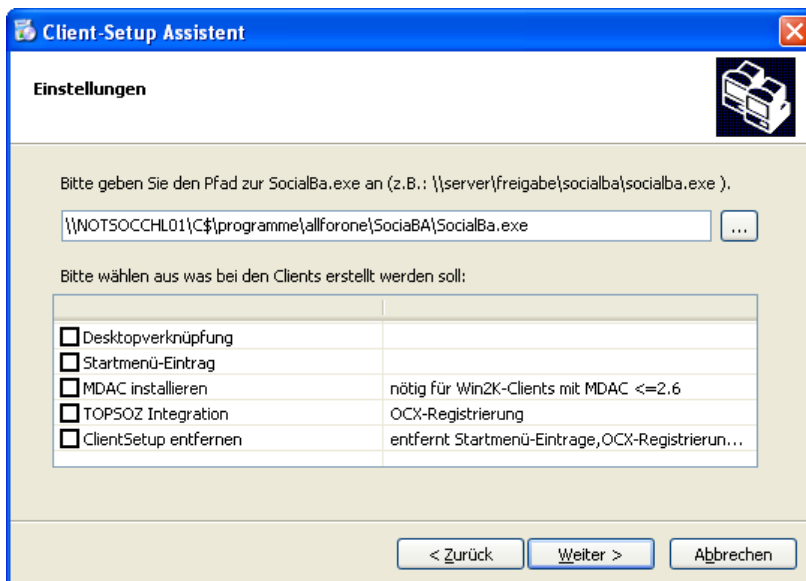 Client-Setup Assistent
Einstellungen
Bitte geben Sie den Pfad zur SocialBa.exe an (z.B.: \\server\freigabe\socialba\socialba.exe ).
\\NOTSOCCHL01\C$\programme\allforone\SociaBA\SocialBa.exe
...
Bitte wählen aus was bei den Clients erstellt werden soll:
Desktopverknüpfung
Startmenü-Eintrag
MDAC installieren nötig für Win2K-Clients mit MDAC <=2.6
TOPSOZ Integration OCX-Registrierung
ClientSetup entfernen entfernt Startmenü-Eintrage,OCX-Registrierun...
< Zurück Weiter > Abbrechen